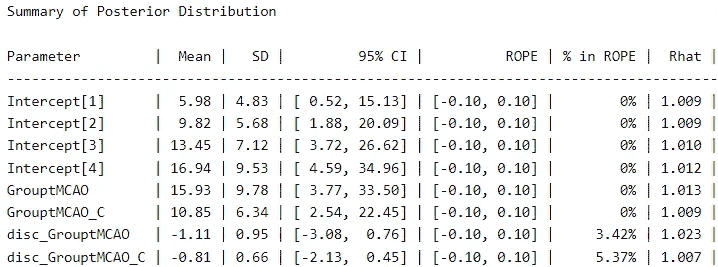 Summary of Posterior Distribution
Parameter | Mean | SD | 95% CI | ROPE | % in ROPE | Rhat |
--------------------------------------------------------------------------------------------
Intercept[1] | 5.98 | 4.83 | [ 0.52, 15.13] | [-0.10, 0.10] | 0% | 1.009 |
Intercept[2] | 9.82 | 5.68 | [ 1.88, 20.09] | [-0.10, 0.10] | 0% | 1.009 |
Intercept[3] | 13.45 | 7.12 | [ 3.72, 26.62] | [-0.10, 0.10] | 0% | 1.010 |
Intercept[4] | 16.94 | 9.53 | [ 4.59, 34.96] | [-0.10, 0.10] | 0% | 1.012 |
GrouptMCAO | 15.93 | 9.78 | [ 3.77, 33.50] | [-0.10, 0.10] | 0% | 1.013 |
GrouptMCAO_C | 10.85 | 6.34 | [ 2.54, 22.45] | [-0.10, 0.10] | 0% | 1.009 |
disc_GrouptMCAO | -1.11 | 0.95 | [-3.08, 0.76] | [-0.10, 0.10] | 3.42% | 1.023 |
disc_GrouptMCAO_C | -0.81 | 0.66 | [-2.13, 0.45] | [-0.10, 0.10] | 5.37% | 1.007 |